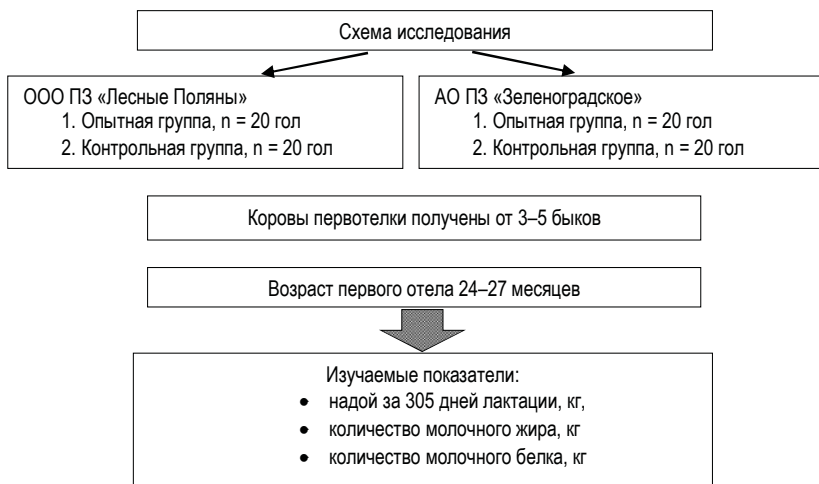 Схема исследования
ООО ПЗ «Лесные Поляны»
1. Опытная группа, n = 20 гол
2. Контрольная группа, n = 20 гол
АО ПЗ «Зеленоградское»
1. Опытная группа, n = 20 гол
2. Контрольная группа, n = 20 гол
Коровы первотелки получены от 3–5 быков
Возраст первого отела 24–27 месяцев
Изучаемые показатели:
• надой за 305 дней лактации, кг,
• количество молочного жира, кг
• количество молочного белка, кг